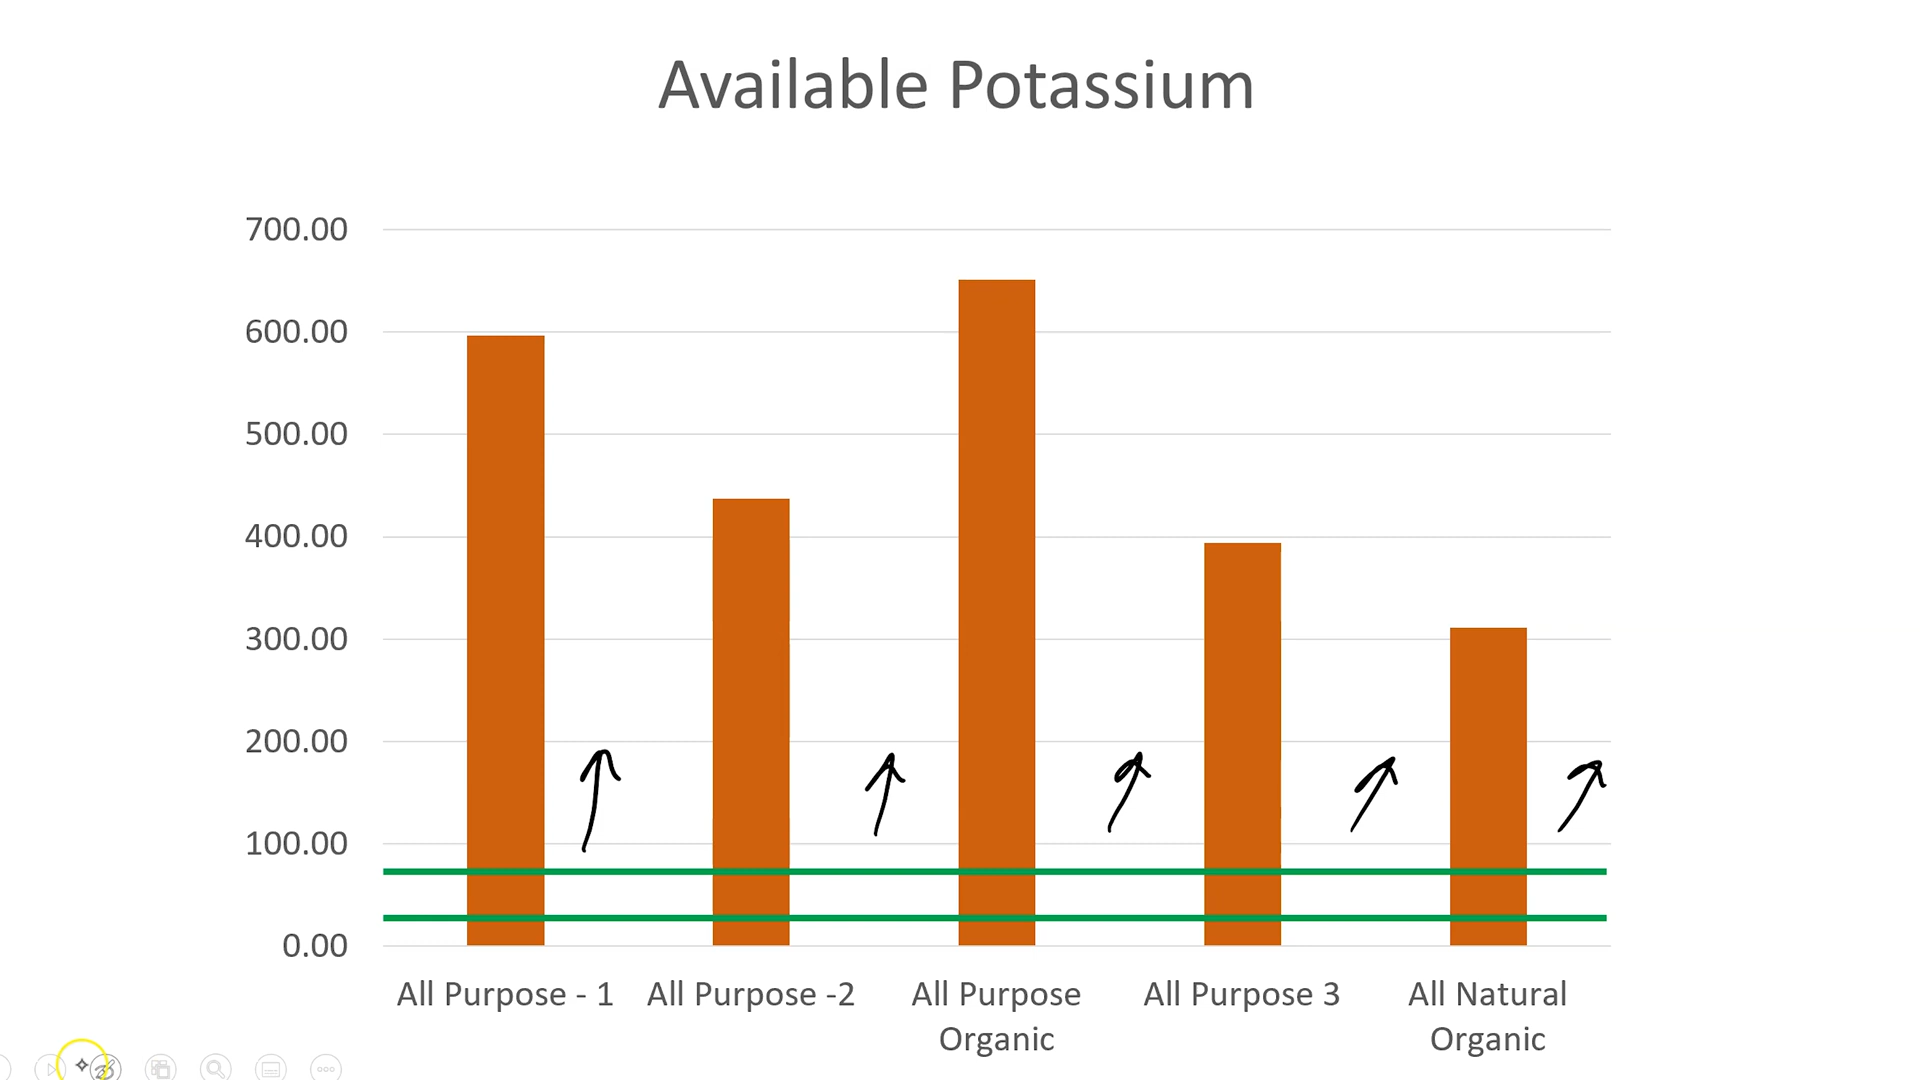 Available Potassium
700.00
600.00
500.00
400.00
300.00
200.00
100.00
0.00
All Purpose - 1
All Purpose -2
All Purpose
Organic
All Purpose 3
All Natural
Organic